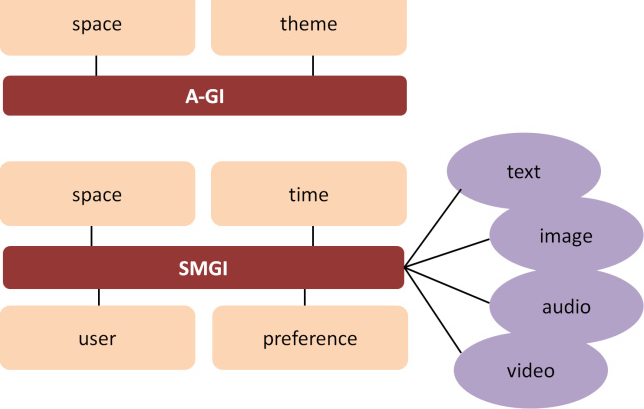 space
theme
A-GI
space
time
SMGI
user
preference
text
image
audio
video